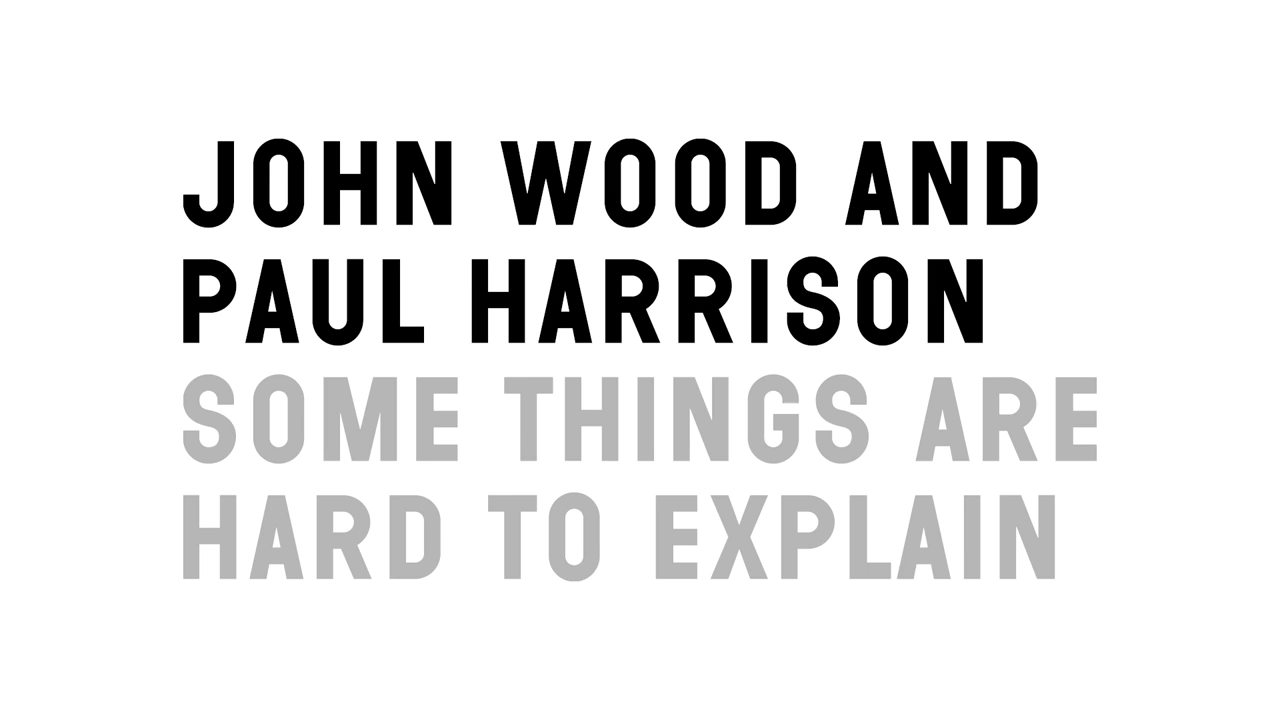 JOHN WOOD AND
PAUL HARRISON
SOME THINGS ARE
HARD TO EXPLAIN